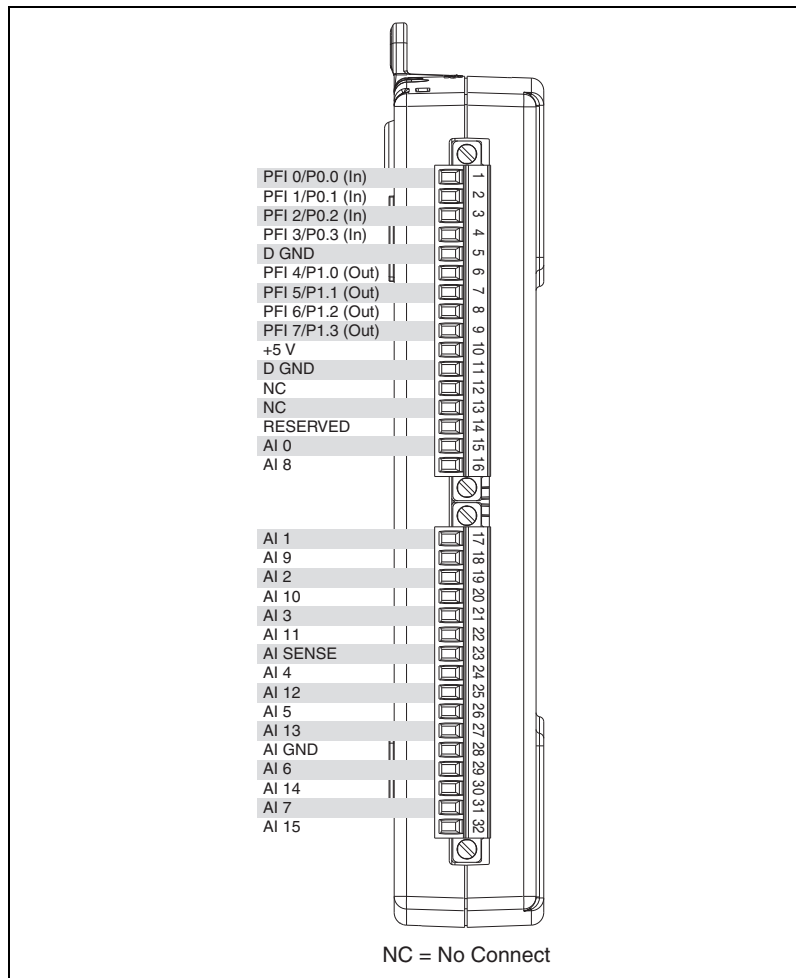 PFI 0/P0.0 (In) 1
PFI 1/P0.1 (In) 2
PFI 2/P0.2 (In) 3
PFI 3/P0.3 (In) 4
D GND 5
PFI 4/P1.0 (Out) 6
PFI 5/P1.1 (Out) 7
PFI 6/P1.2 (Out) 8
PFI 7/P1.3 (Out) 9
+5 V 10
D GND 11
NC 12
NC 13
RESERVED 14
AI 0 15
AI 8 16
AI 1 17
AI 9 18
AI 2 19
AI 10 20
AI 3 21
AI 11 22
AI SENSE 23
AI 4 24
AI 12 25
AI 5 26
AI 13 27
AI GND 28
AI 6 29
AI 14 30
AI 7 31
AI 15 32
NC = No Connect